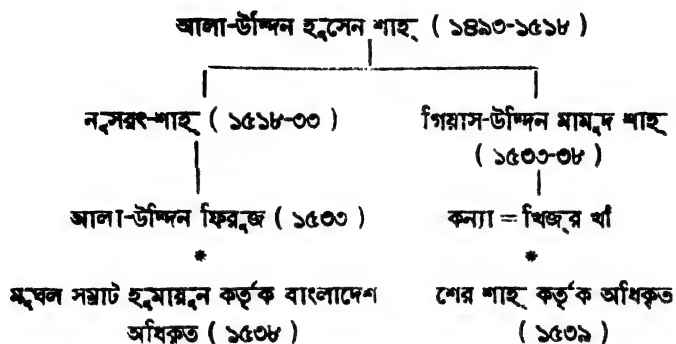 আলা-উদ্দিন হুসেন শাহ্ ( ১৪৯৩-১৫১৮ )
নুসরৎ-শাহ্ ( ১৫১৮-৩৩ )
গিয়াস-উদ্দিন মামুদ শাহ্
( ১৫৩৩-৩৮ )
আলা-উদ্দিন ফিরুজ ( ১৫৩৩ )
কন্যা = খিজ্‌র খাঁ
* *
মুঘল সম্রাট হুমায়ুন কর্তৃক বাংলাদেশ
অধিকৃত ( ১৫৩৮ )
শের শাহ্ কর্তৃক অধিকৃত
( ১৫৩৯ )